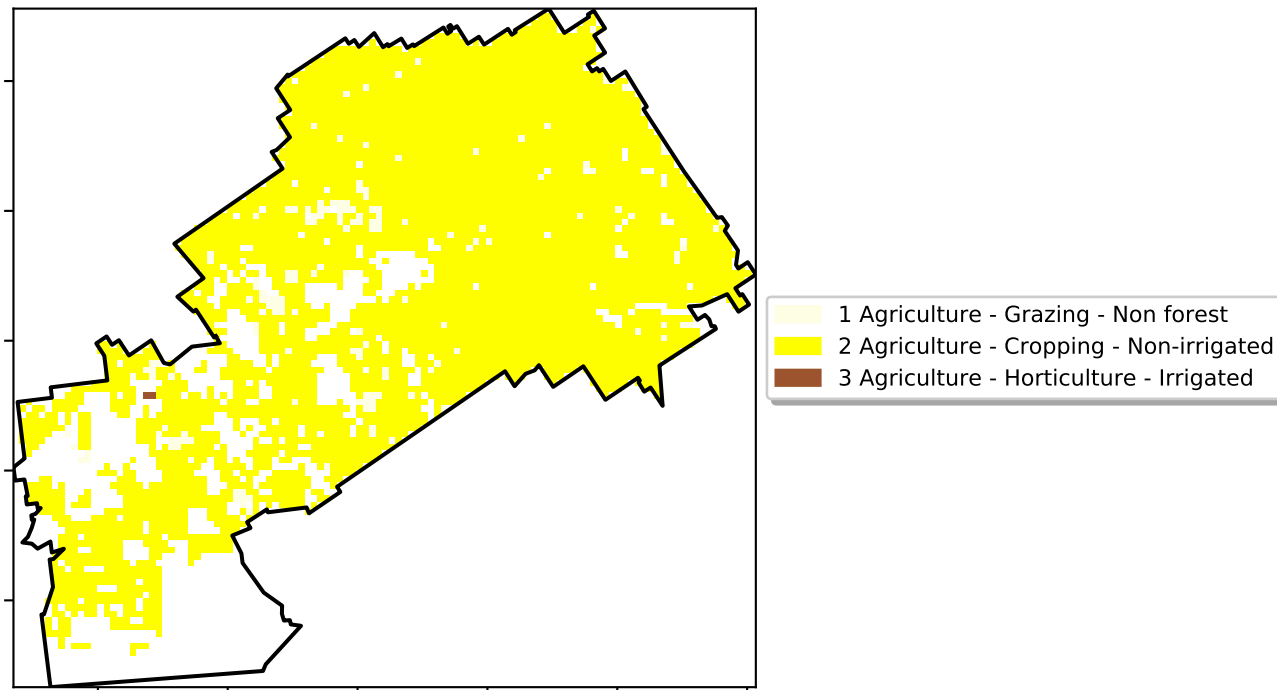 1 Agriculture - Grazing - Non forest
2 Agriculture - Cropping - Non-irrigated
3 Agriculture - Horticulture - Irrigated